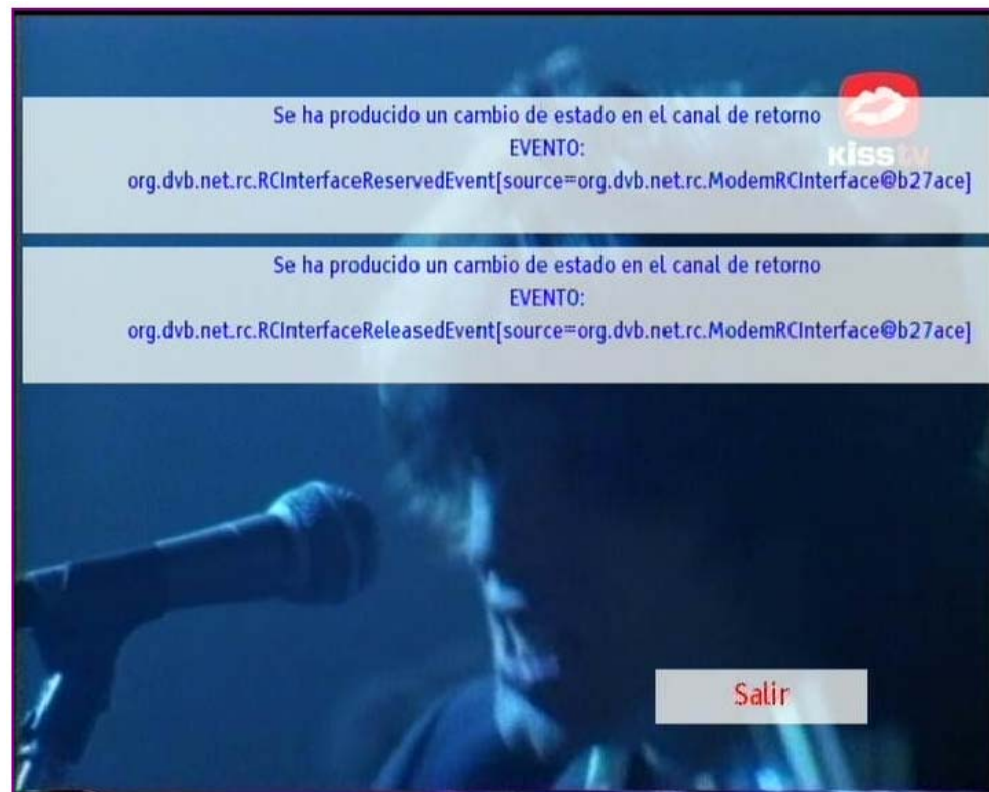 Se ha producido un cambio de estado en el canal de retorno
EVENTO:
org.dvb.net.rc.RCInterfaceReservedEvent[source=org.dvb.net.rc.ModemRCInterface@b27ace]
kiss tv
Se ha producido un cambio de estado en el canal de retorno
EVENTO:
org.dvb.net.rc.RCInterfaceReleasedEvent[source=org.dvb.net.rc.ModemRCInterface@b27ace]
Salir